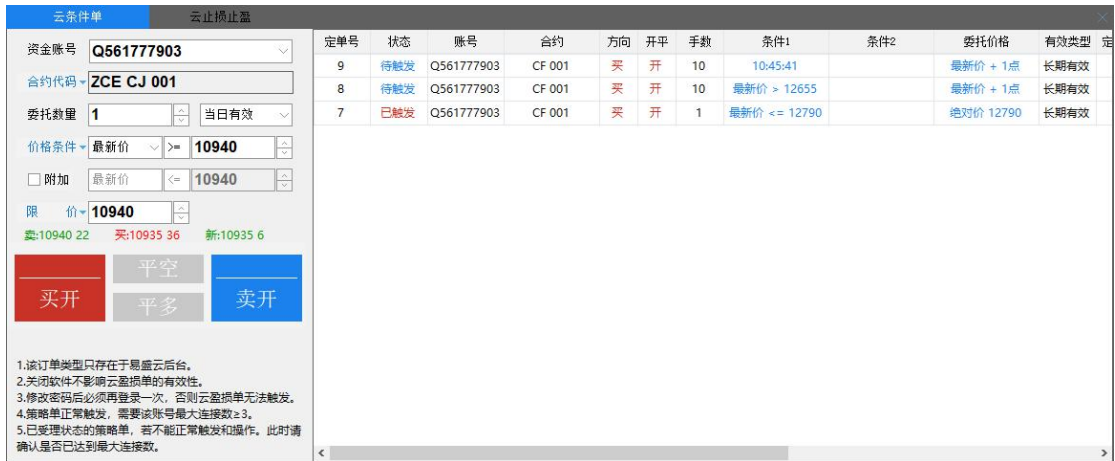 云条件单 云止损止盈
资金账号 Q561777903
合约代码 ZCE CJ 001
委托数量 1 当日有效
价格条件 最新价 >= 10940
附加 最新价 <= 10940
限 价 10940
卖:10940 22 买:10935 36 新:10935 6
买开 平空 平多 卖开
1.该订单类型只存在于易盛云后台。
2.关闭软件不影响云盈损单的有效性。
3.修改密码后必须再登录一次，否则云盈损单无法触发。
4.策略单正常触发，需要该账号最大连接数≥3。
5.已受理状态的策略单，若不能正常触发和操作。此时请
确认是否已达到最大连接数。
定单号 状态 账号 合约 方向 开平 手数 条件1 条件2 委托价格 有效类型 定
9 待触发 Q561777903 CF 001 买 开 10 10:45:41 最新价 + 1点 长期有效
8 待触发 Q561777903 CF 001 买 开 10 最新价 > 12655 最新价 + 1点 长期有效
7 已触发 Q561777903 CF 001 买 开 1 最新价 <= 12790 绝对价 12790 长期有效